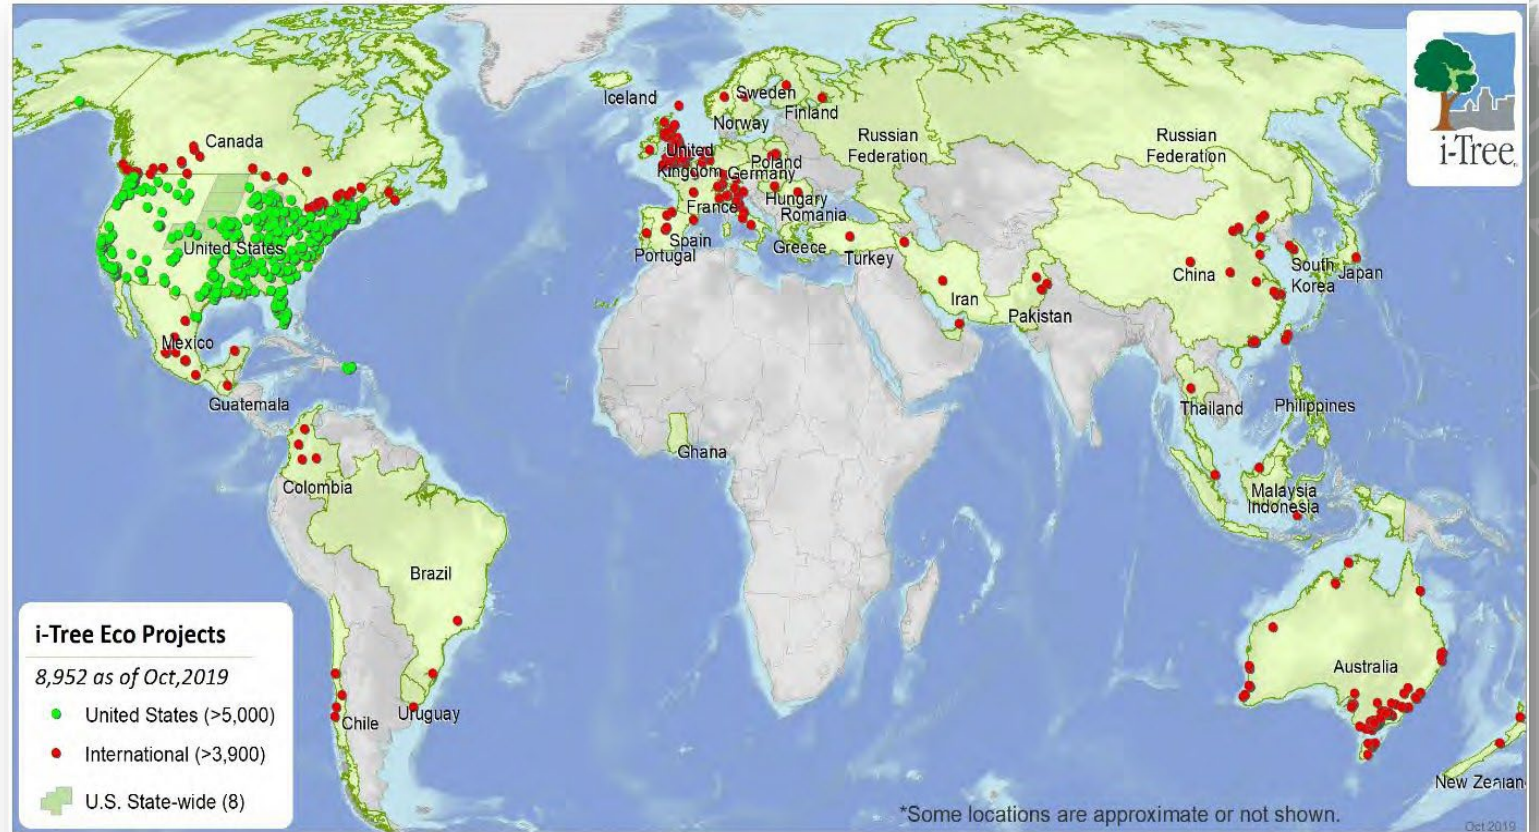 i-Tree
Iceland
Sweden
Finland
Norway
Russian
Federation
Russian
Federation
Canada
United
Kingdom
Poland
Germany
Hungary
France
Romania
United States
Spain
Portugal
Greece
Turkey
China
South
Korea
Japan
Iran
Pakistan
Mexico
Guatemala
Thailand
Philippines
Ghana
Colombia
Malaysia
Indonesia
Brazil
Australia
Chile
Uruguay
New Zealan
i-Tree Eco Projects
8,952 as of Oct,2019
United States (>5,000)
International (>3,900)
U.S. State-wide (8)
*Some locations are approximate or not shown.
Oct 2019